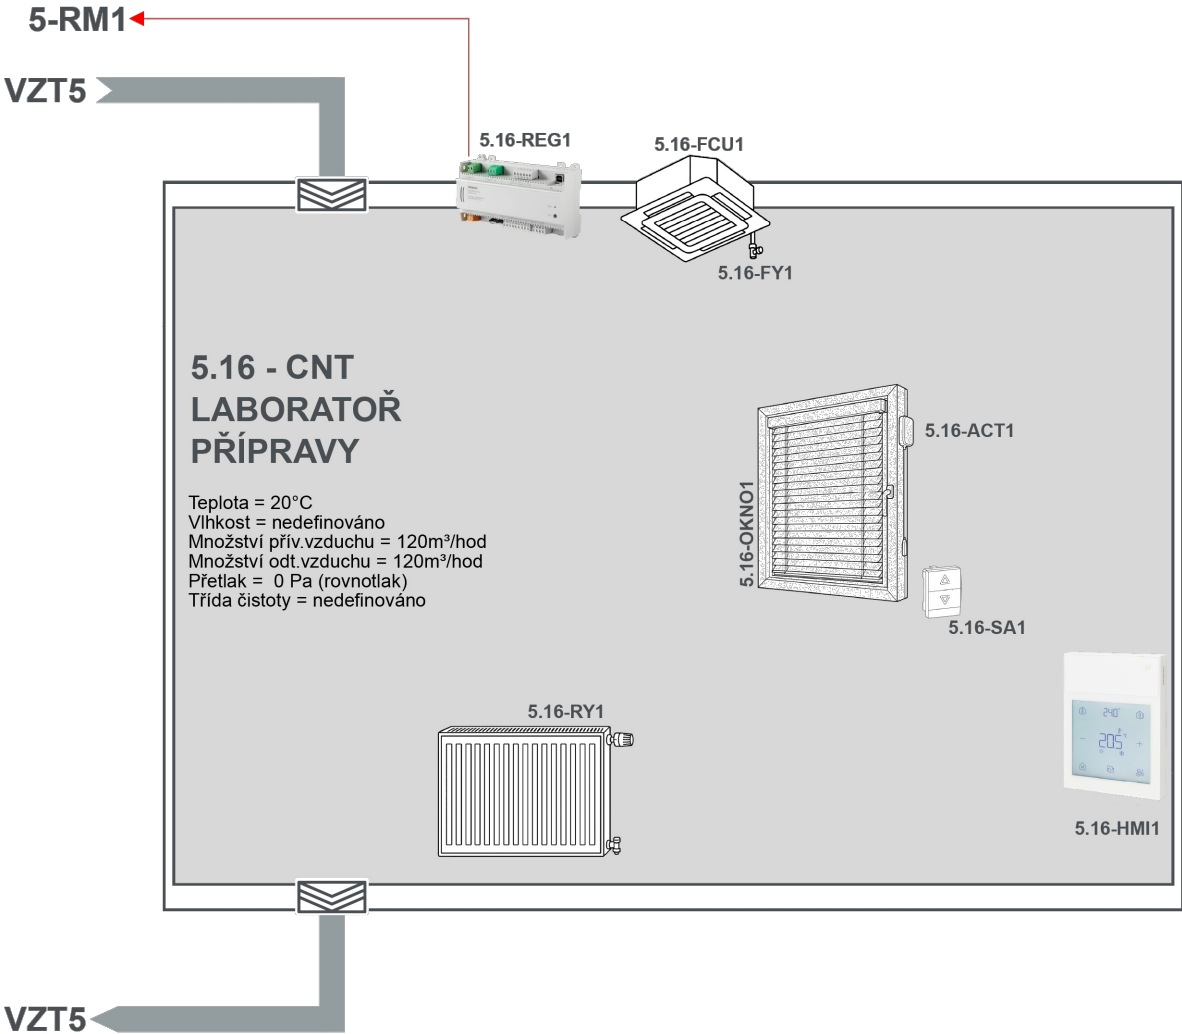 5-RM1
VZT5
5.16-REG1
5.16-FCU1
5.16-FY1
5.16 - CNT
LABORATOŘ
PŘÍPRAVY
Teplota = 20°C
Vlhkost = nedefinováno
Množství přív.vzduchu = 120m³/hod
Množství odt.vzduchu = 120m³/hod
Přetlak =  0 Pa (rovnotlak)
Třída čistoty = nedefinováno
5.16-OKNO1
5.16-ACT1
5.16-SA1
5.16-RY1
5.16-HMI1
VZT5